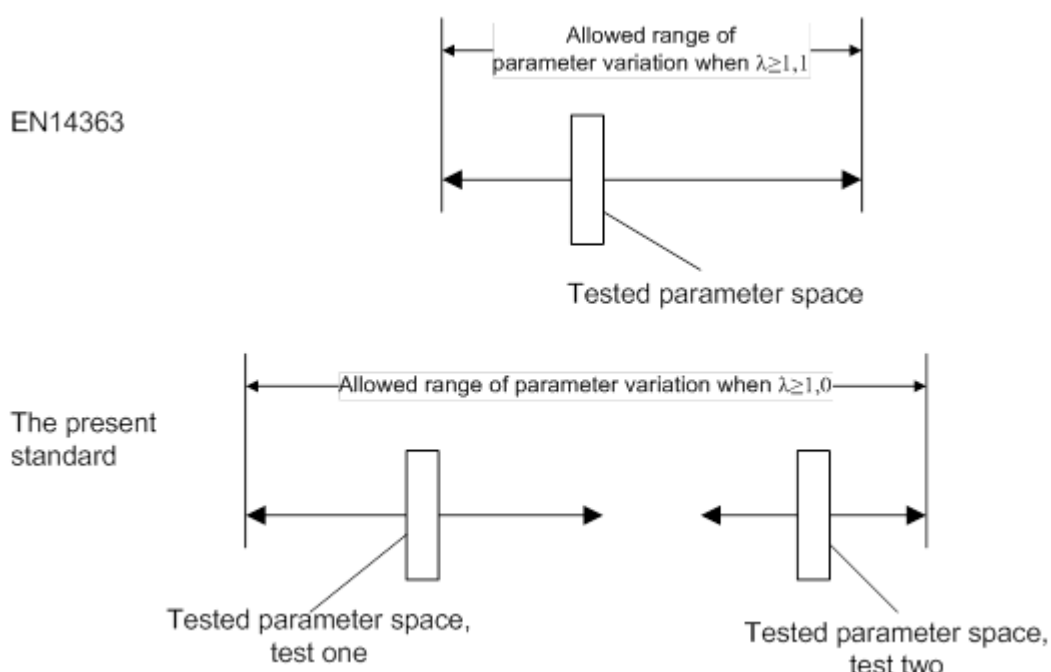 Allowed range of
parameter variation when λ≥1,1
EN14363
Tested parameter space
Allowed range of parameter variation when λ≥1,0
The present
standard
Tested parameter space,
test one
Tested parameter space,
test two